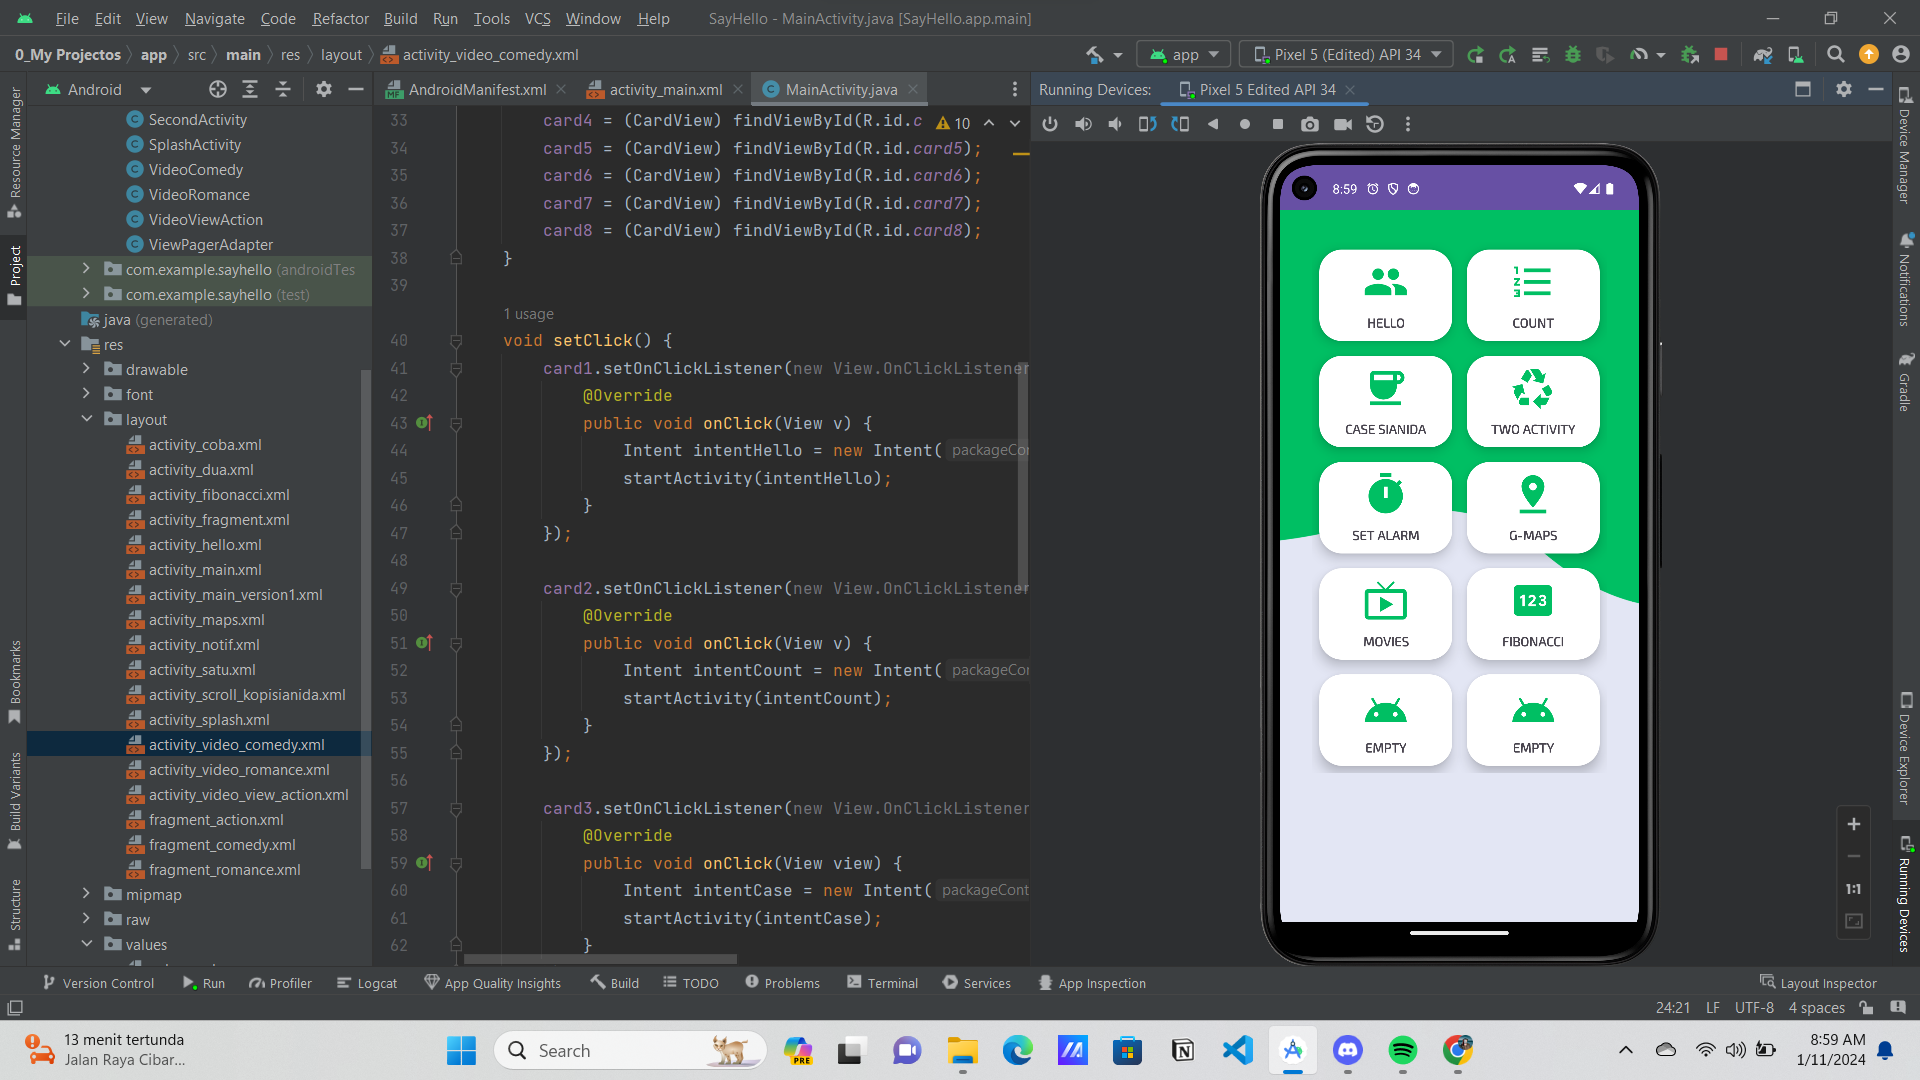 File Edit View Navigate Code Refactor Build Run Tools VCS Window Help SayHello - MainActivity.java [SayHello.app.main]
0_My Projectos app src main res layout activity_video_comedy.xml app Pixel 5 (Edited) API 34
Android AndroidManifest.xml activity_main.xml MainActivity.java Running Devices: Pixel 5 Edited API 34
Resource Manager
Project
Bookmarks
Build Variants
Structure
SecondActivity
SplashActivity
VideoComedy
VideoRomance
VideoViewAction
ViewPagerAdapter
com.example.sayhello (androidTes
com.example.sayhello (test)
java (generated)
res
drawable
font
layout
activity_coba.xml
activity_dua.xml
activity_fibonacci.xml
activity_fragment.xml
activity_hello.xml
activity_main.xml
activity_main_version1.xml
activity_maps.xml
activity_notif.xml
activity_satu.xml
activity_scroll_kopisianida.xml
activity_splash.xml
activity_video_comedy.xml
activity_video_romance.xml
activity_video_view_action.xml
fragment_action.xml
fragment_comedy.xml
fragment_romance.xml
mipmap
raw
values
10
33 card4 = (CardView) findViewById(R.id.c
34 card5 = (CardView) findViewById(R.id.card5);
35 card6 = (CardView) findViewById(R.id.card6);
36 card7 = (CardView) findViewById(R.id.card7);
37 card8 = (CardView) findViewById(R.id.card8);
38 }
39
1 usage
40 void setClick() {
41 card1.setOnClickListener(new View.OnClickListener
42 @Override
43 public void onClick(View v) {
44 Intent intentHello = new Intent( packageCon
45 startActivity(intentHello);
46 }
47 });
48
49 card2.setOnClickListener(new View.OnClickListener
50 @Override
51 public void onClick(View v) {
52 Intent intentCount = new Intent( packageCon
53 startActivity(intentCount);
54 }
55 });
56
57 card3.setOnClickListener(new View.OnClickListener
58 @Override
59 public void onClick(View view) {
60 Intent intentCase = new Intent( packageCont
61 startActivity(intentCase);
62 }
8:59
HELLO
1
2
3
COUNT
CASE SIANIDA
TWO ACTIVITY
SET ALARM
G-MAPS
MOVIES
123
FIBONACCI
EMPTY
EMPTY
1:1
Device Manager
Notifications
Gradle
Device Explorer
Running Devices
Version Control Run Profiler Logcat App Quality Insights Build TODO Problems Terminal Services App Inspection Layout Inspector
24:21 LF UTF-8 4 spaces
13 menit tertunda
Jalan Raya Cibar...
Search
PRE
8:59 AM
1/11/2024